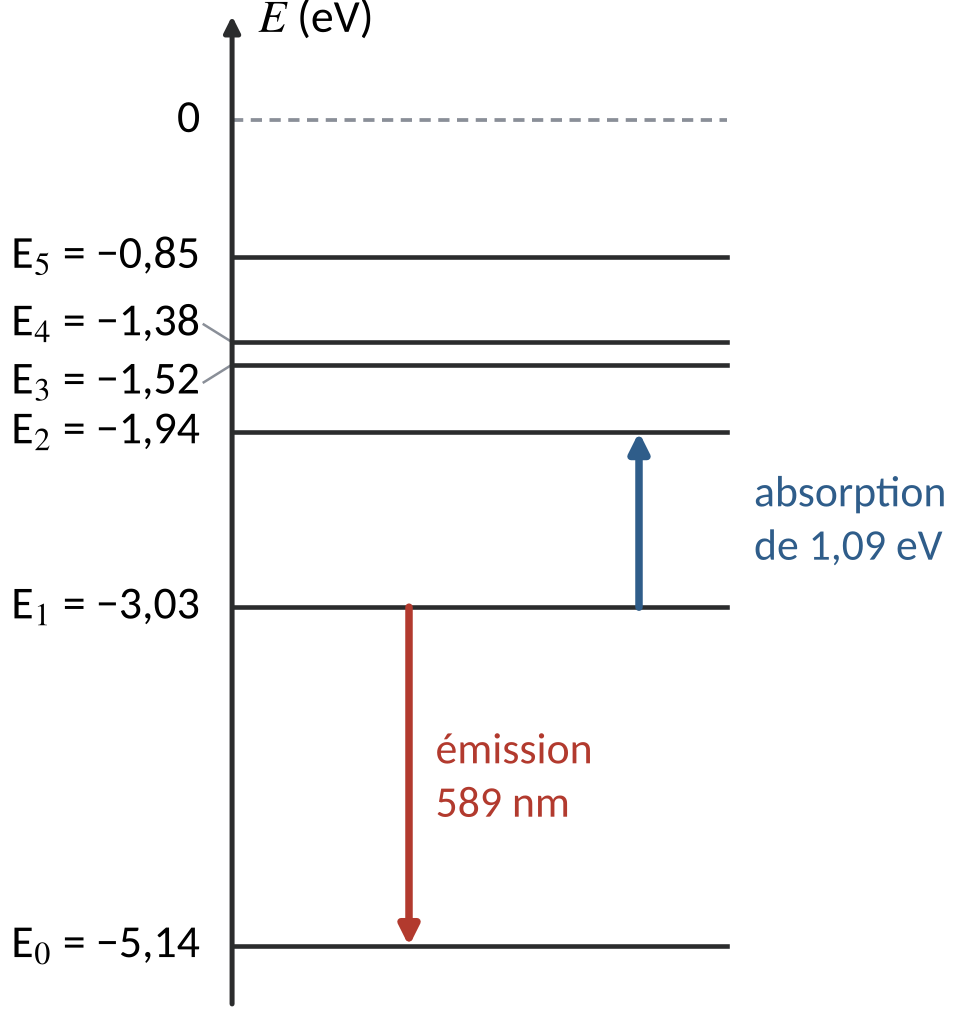 E (eV)
0
E₅ = −0,85
E₄ = −1,38
E₃ = −1,52
E₂ = −1,94
absorption
de 1,09 eV
E₁ = −3,03
émission
589 nm
E₀ = −5,14